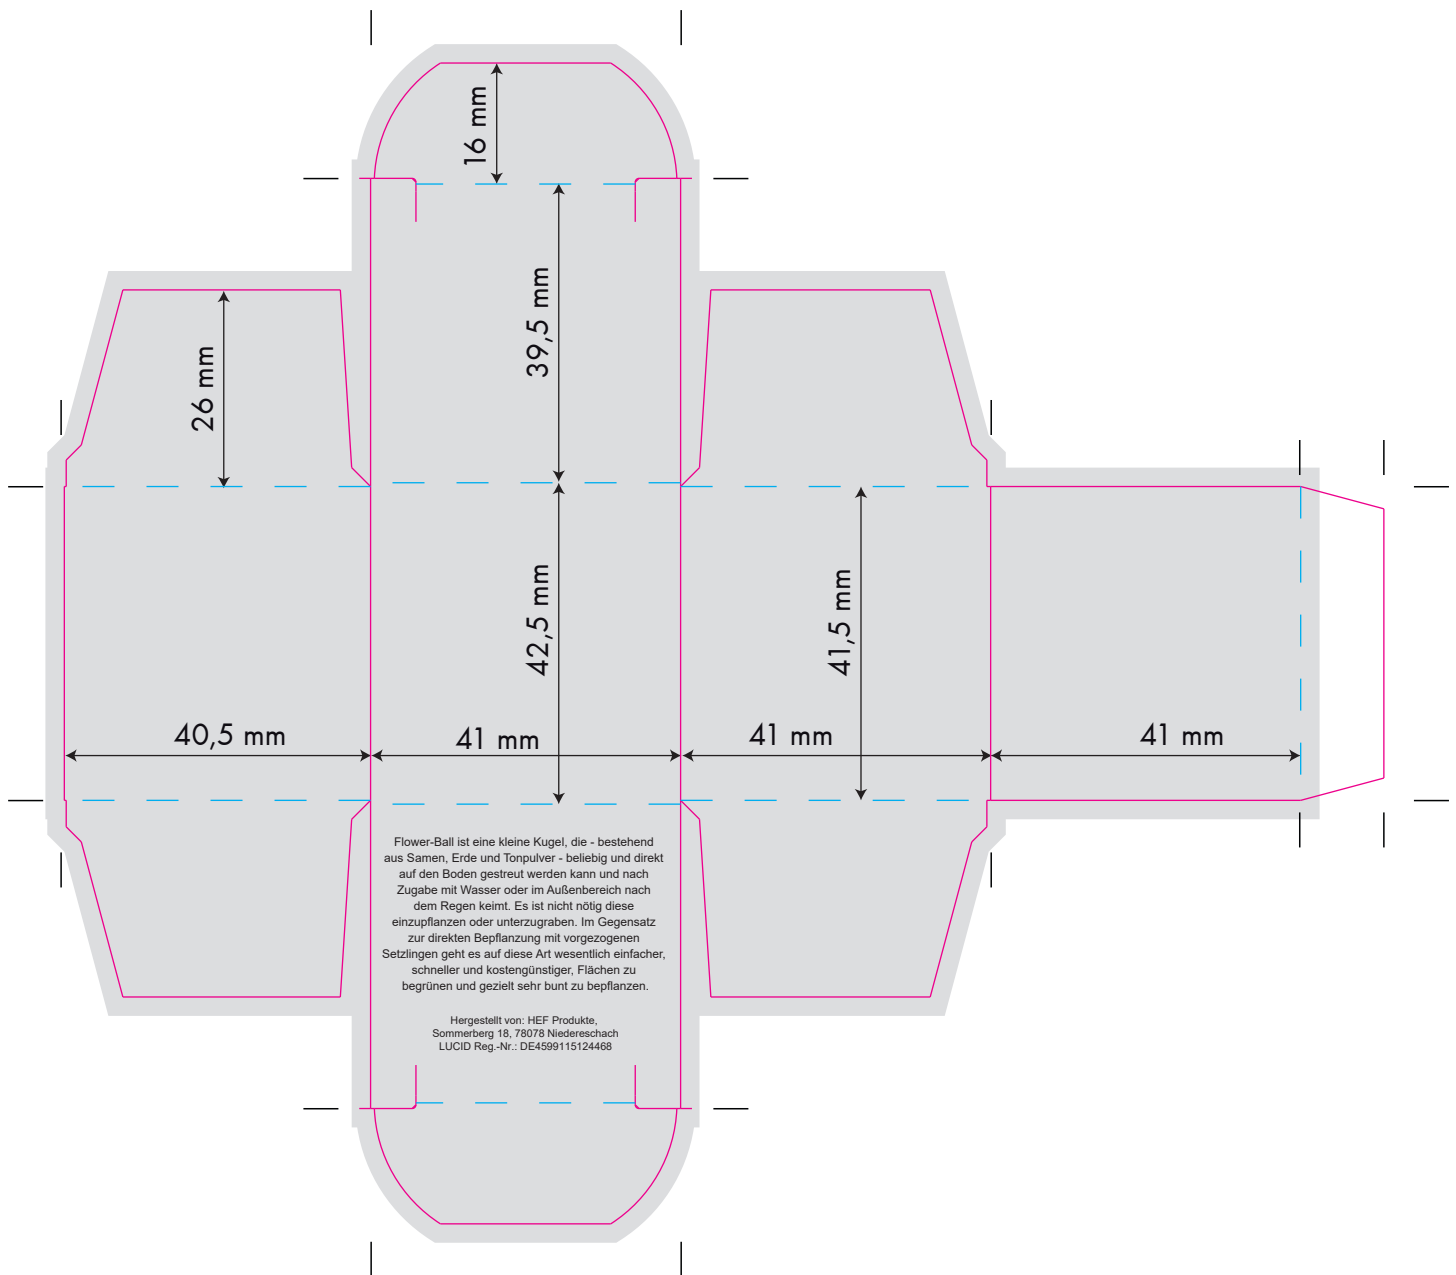 16 mm
39,5 mm
26 mm
42,5 mm
41,5 mm
40,5 mm
41 mm
41 mm
41 mm
Flower-Ball ist eine kleine Kugel, die - bestehend
aus Samen, Erde und Tonpulver - beliebig und direkt
auf den Boden gestreut werden kann und nach
Zugabe mit Wasser oder im Außenbereich nach
dem Regen keimt. Es ist nicht nötig diese
einzupflanzen oder unterzugraben. Im Gegensatz
zur direkten Bepflanzung mit vorgezogenen
Setzlingen geht es auf diese Art wesentlich einfacher,
schneller und kostengünstiger, Flächen zu
begrünen und gezielt sehr bunt zu bepflanzen.
Hergestellt von: HEF Produkte,
Sommerberg 18, 78078 Niedereschach
LUCID Reg.-Nr.: DE4599115124468